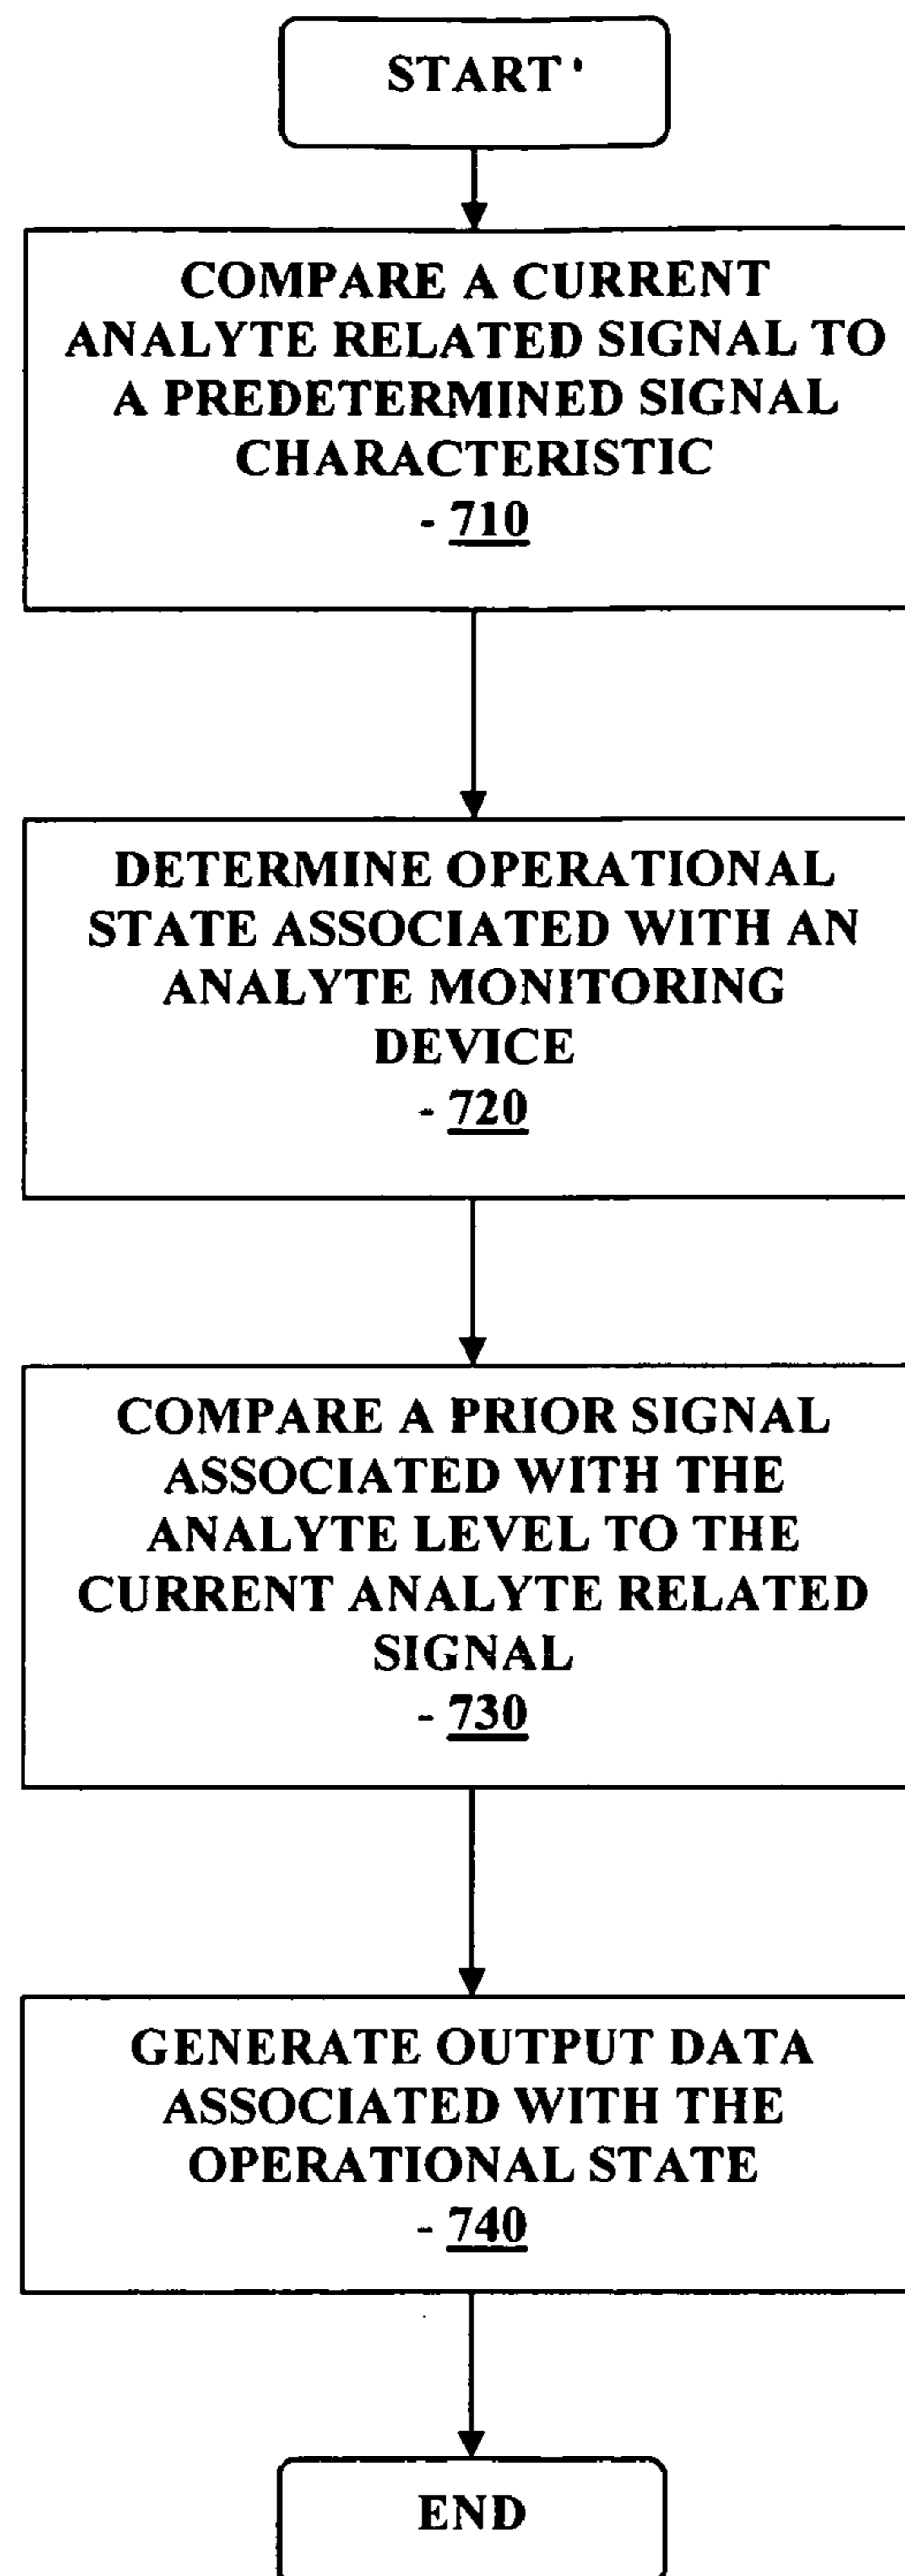 START
COMPARE A CURRENT
ANALYTE RELATED SIGNAL TO
A PREDETERMINED SIGNAL
CHARACTERISTIC
- 710
DETERMINE OPERATIONAL
STATE ASSOCIATED WITH AN
ANALYTE MONITORING
DEVICE
- 720
COMPARE A PRIOR SIGNAL
ASSOCIATED WITH THE
ANALYTE LEVEL TO THE
CURRENT ANALYTE RELATED
SIGNAL
- 730
GENERATE OUTPUT DATA
ASSOCIATED WITH THE
OPERATIONAL STATE
- 740
END